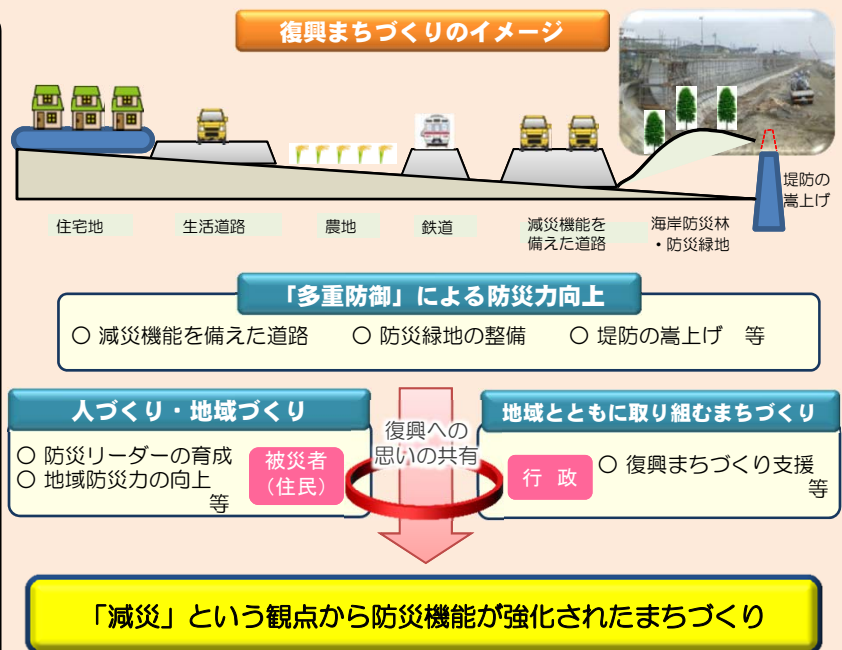 復興まちづくりのイメージ
堤防の
嵩上げ
住宅地
生活道路
農地
鉄道
減災機能を
備えた道路
海岸防災林
・防災緑地
「多重防御」による防災力向上
〇 減災機能を備えた道路 〇 防災緑地の整備 〇 堤防の嵩上げ 等
人づくり・地域づくり
〇 防災リーダーの育成
〇 地域防災力の向上
等
被災者
（住民）
復興への
思いの共有
地域とともに取り組むまちづくり
行 政
〇 復興まちづくり支援
等
「減災」という観点から防災機能が強化されたまちづくり